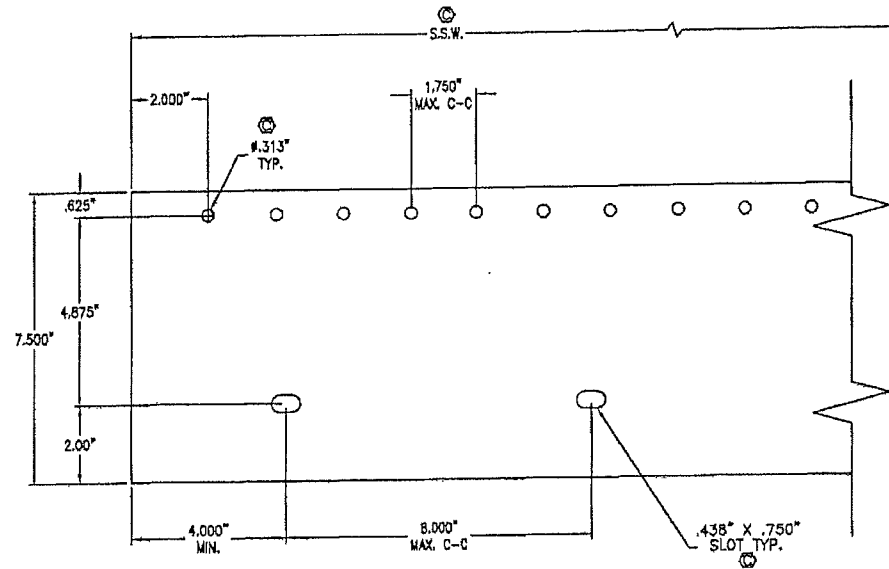 C
S.S.W.
2.000"
1.750"
MAX. C-C
C
ø.313"
TYP.
.625"
4.875"
7.500"
2.00"
4.000"
MIN.
8.000"
MAX. C-C
.438" X .750"
SLOT TYP.
C